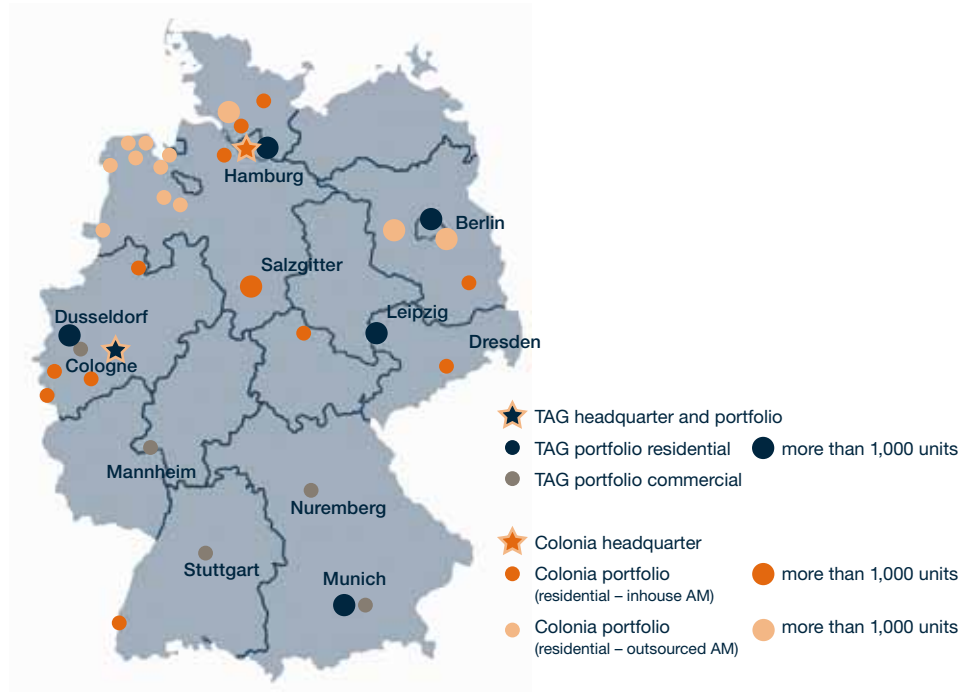 Hamburg
Berlin
Salzgitter
Leipzig
Dusseldorf
Dresden
Cologne
Mannheim
Nuremberg
Stuttgart
Munich
TAG headquarter and portfolio
TAG portfolio residential more than 1,000 units
TAG portfolio commercial
Colonia headquarter
Colonia portfolio more than 1,000 units
(residential – inhouse AM)
Colonia portfolio more than 1,000 units
(residential – outsourced AM)